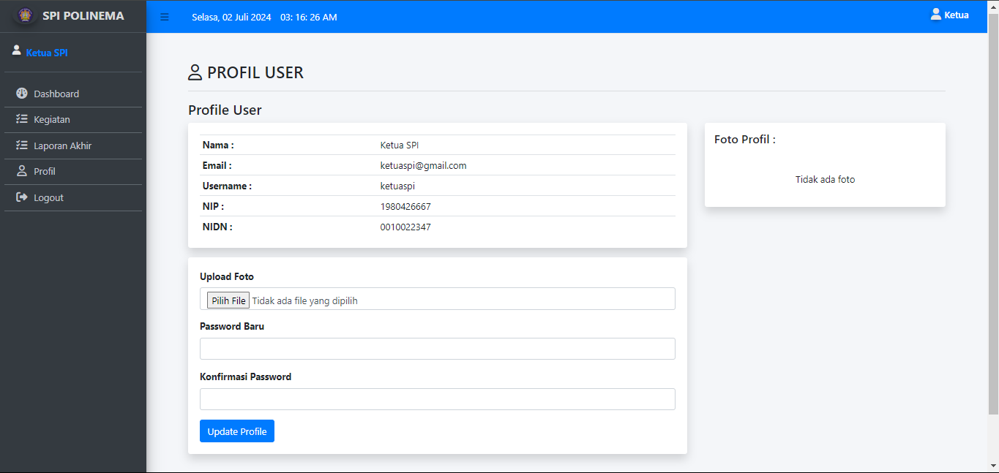 SPI POLINEMA
Selasa, 02 Juli 2024 03: 16: 26 AM
Ketua
Ketua SPI
Dashboard
Kegiatan
Laporan Akhir
Profil
Logout
PROFIL USER
Profile User
Nama : Ketua SPI
Email : ketuaspi@gmail.com
Username : ketuaspi
NIP : 1980426667
NIDN : 0010022347
Foto Profil :
Tidak ada foto
Upload Foto
Pilih File Tidak ada file yang dipilih
Password Baru
Konfirmasi Password
Update Profile